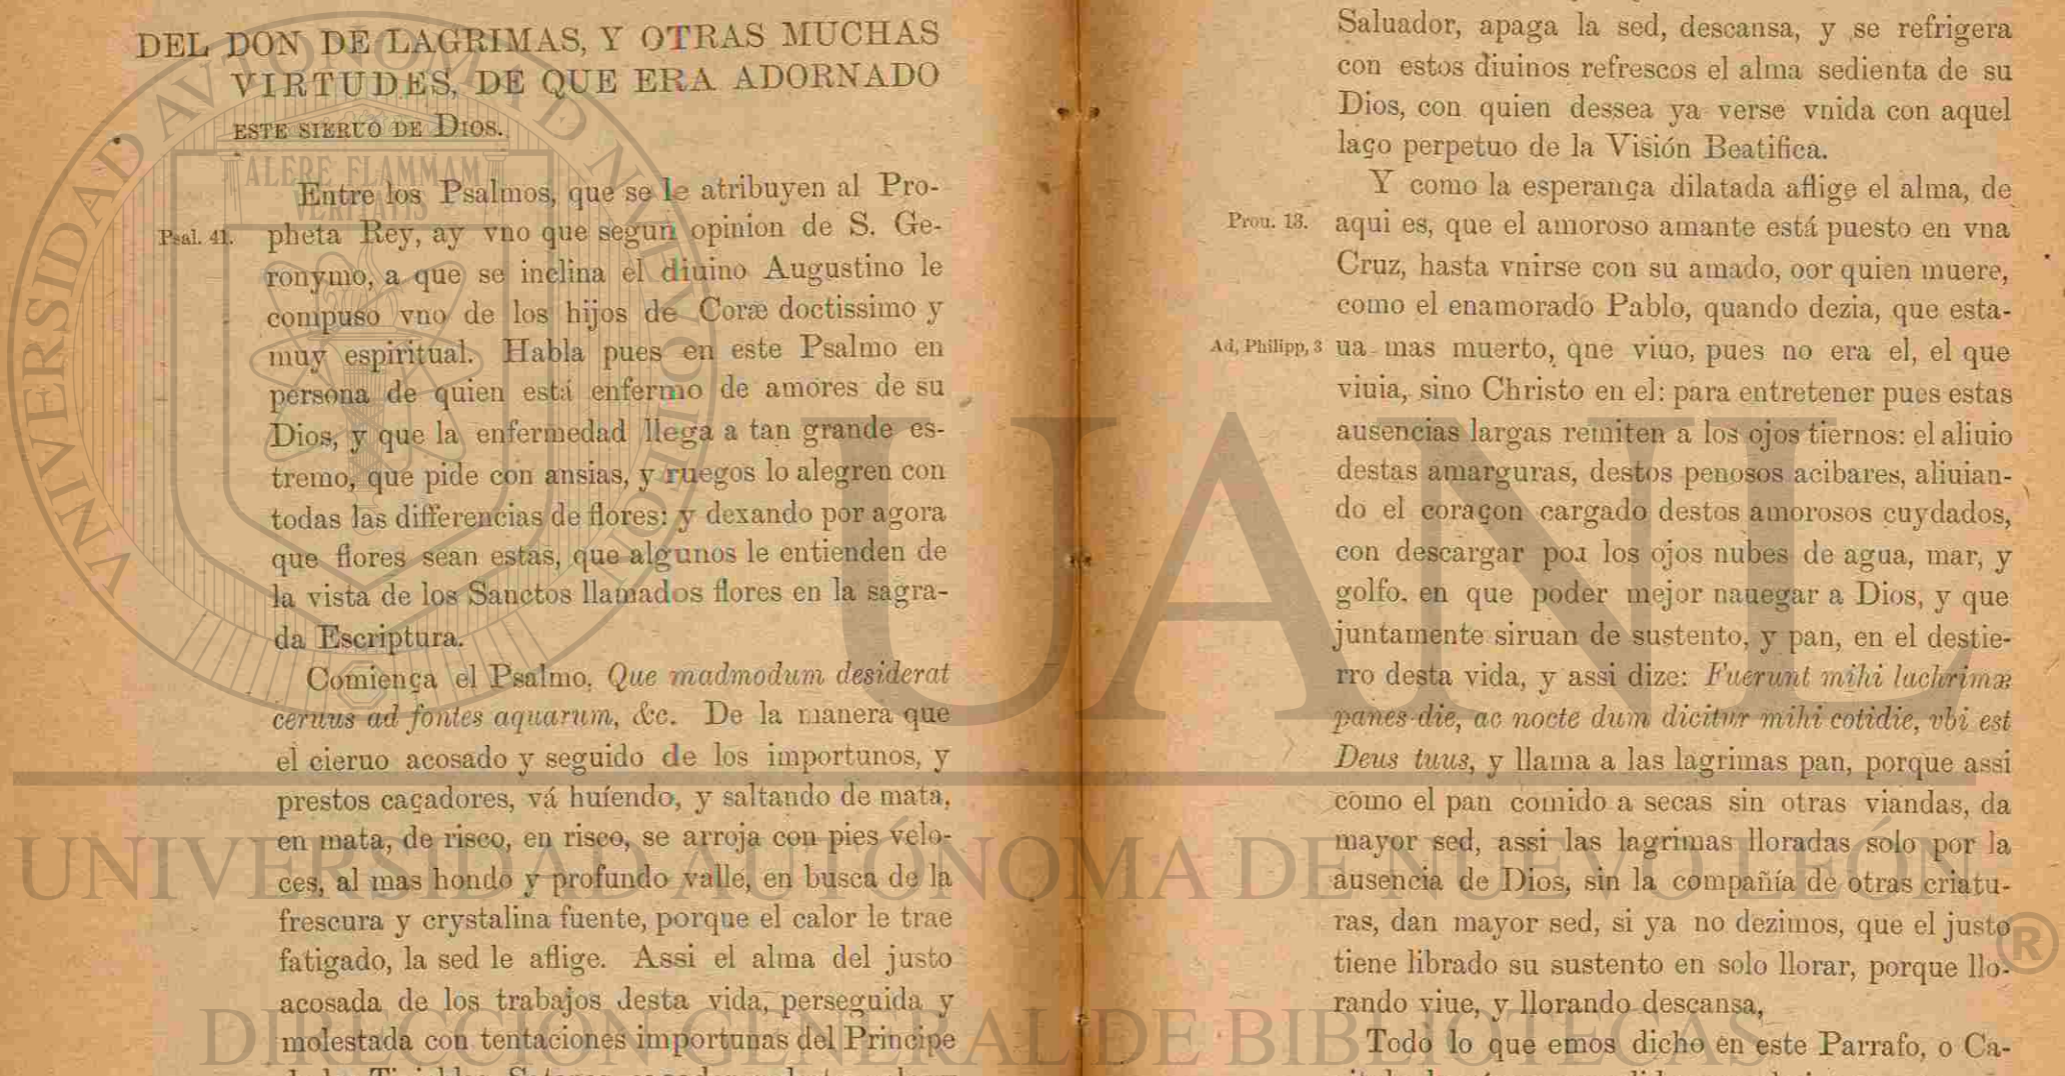 DEL DON DE LAGRIMAS, Y OTRAS MUCHAS
VIRTUDES, DE QUE ERA ADORNADO
ESTE SIERUO DE DIOS.
Entre los Psalmos, que se le atribuyen al Pro-
Psal. 41. pheta Rey, ay vno que segun opinion de S. Ge-
ronymo, a que se inclina el diuino Augustino le
compuso vno de los hijos de Coræ doctissimo y
muy espiritual. Habla pues en este Psalmo en
persona de quien está enfermo de amores de su
Dios, y que la enfermedad llega a tan grande es-
tremo, que pide con ansias, y ruegos lo alegren con
todas las differencias de flores: y dexando por agora
que flores sean estas, que algunos le entienden de
la vista de los Sanctos llamados flores en la sagra-
da Escriptura.
Comiença el Psalmo, Que madmodum desiderat
ceruus ad fontes aquarum, &c. De la manera que
el cieruo acosado y seguido de los importunos, y
prestos caçadores, vá huíendo, y saltando de mata,
en mata, de risco, en risco, se arroja con pies velo-
ces, al mas hondo y profundo valle, en busca de la
frescura y crystalina fuente, porque el calor le trae
fatigado, la sed le aflige. Assi el alma del justo
acosada de los trabajos desta vida, perseguida y
molestada con tentaciones importunas del Principe
Saluador, apaga la sed, descansa, y se refrigera
con estos diuinos refrescos el alma sedienta de su
Dios, con quien dessea ya verse vnida con aquel
laço perpetuo de la Visión Beatifica.
Y como la esperança dilatada aflige el alma, de
Prou. 13. aqui es, que el amoroso amante está puesto en vna
Cruz, hasta vnirse con su amado, oor quien muere,
como el enamorado Pablo, quando dezia, que esta-
Ad, Philipp, 3 ua mas muerto, qne viuo, pues no era el, el que
viuia, sino Christo en el: para entretener pues estas
ausencias largas remiten a los ojos tiernos: el aliuio
destas amarguras, destos penosos acibares, aliuian-
do el coraçon cargado destos amorosos cuydados,
con descargar por los ojos nubes de agua, mar, y
golfo. en que poder mejor nauegar a Dios, y que
juntamente siruan de sustento, y pan, en el destie-
rro desta vida, y assi dize: Fuerunt mihi lachrimæ
panes die, ac nocte dum dicitur mihi cotidie, vbi est
Deus tuus, y llama a las lagrimas pan, porque assi
como el pan comido a secas sin otras viandas, da
mayor sed, assi las lagrimas lloradas solo por la
ausencia de Dios, sin la compañía de otras criatu-
ras, dan mayor sed, si ya no dezimos, que el justo
tiene librado su sustento en solo llorar, porque llo-
rando viue, y llorando descansa,
Todo lo que emos dicho en este Parrafo, o Ca-
UNIVERSIDAD AUTONOMA DE NUEVO LEON
ALERE FLAMMAM
VERITATIS
UANL
UNIVERSIDAD AUTÓNOMA DE NUEVO LEÓN
®
DIRECCIÓN GENERAL DE BIBLIOTECAS